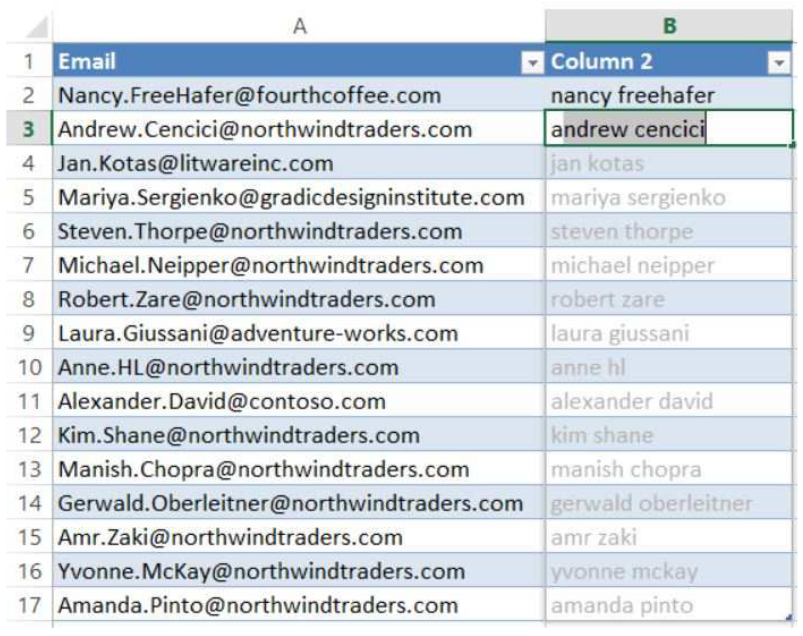 A B
1 Email Column 2
2 Nancy.FreeHafer@fourthcoffee.com nancy freehafer
3 Andrew.Cencici@northwindtraders.com andrew cencici
4 Jan.Kotas@litwareinc.com jan kotas
5 Mariya.Sergienko@gradicdesigninstitute.com mariya sergienko
6 Steven.Thorpe@northwindtraders.com steven thorpe
7 Michael.Neipper@northwindtraders.com michael neipper
8 Robert.Zare@northwindtraders.com robert zare
9 Laura.Giussani@adventure-works.com laura giussani
10 Anne.HL@northwindtraders.com anne hl
11 Alexander.David@contoso.com alexander david
12 Kim.Shane@northwindtraders.com kim shane
13 Manish.Chopra@northwindtraders.com manish chopra
14 Gerwald.Oberleitner@northwindtraders.com gerwald oberleitner
15 Amr.Zaki@northwindtraders.com amr zaki
16 Yvonne.McKay@northwindtraders.com yvonne mckay
17 Amanda.Pinto@northwindtraders.com amanda pinto